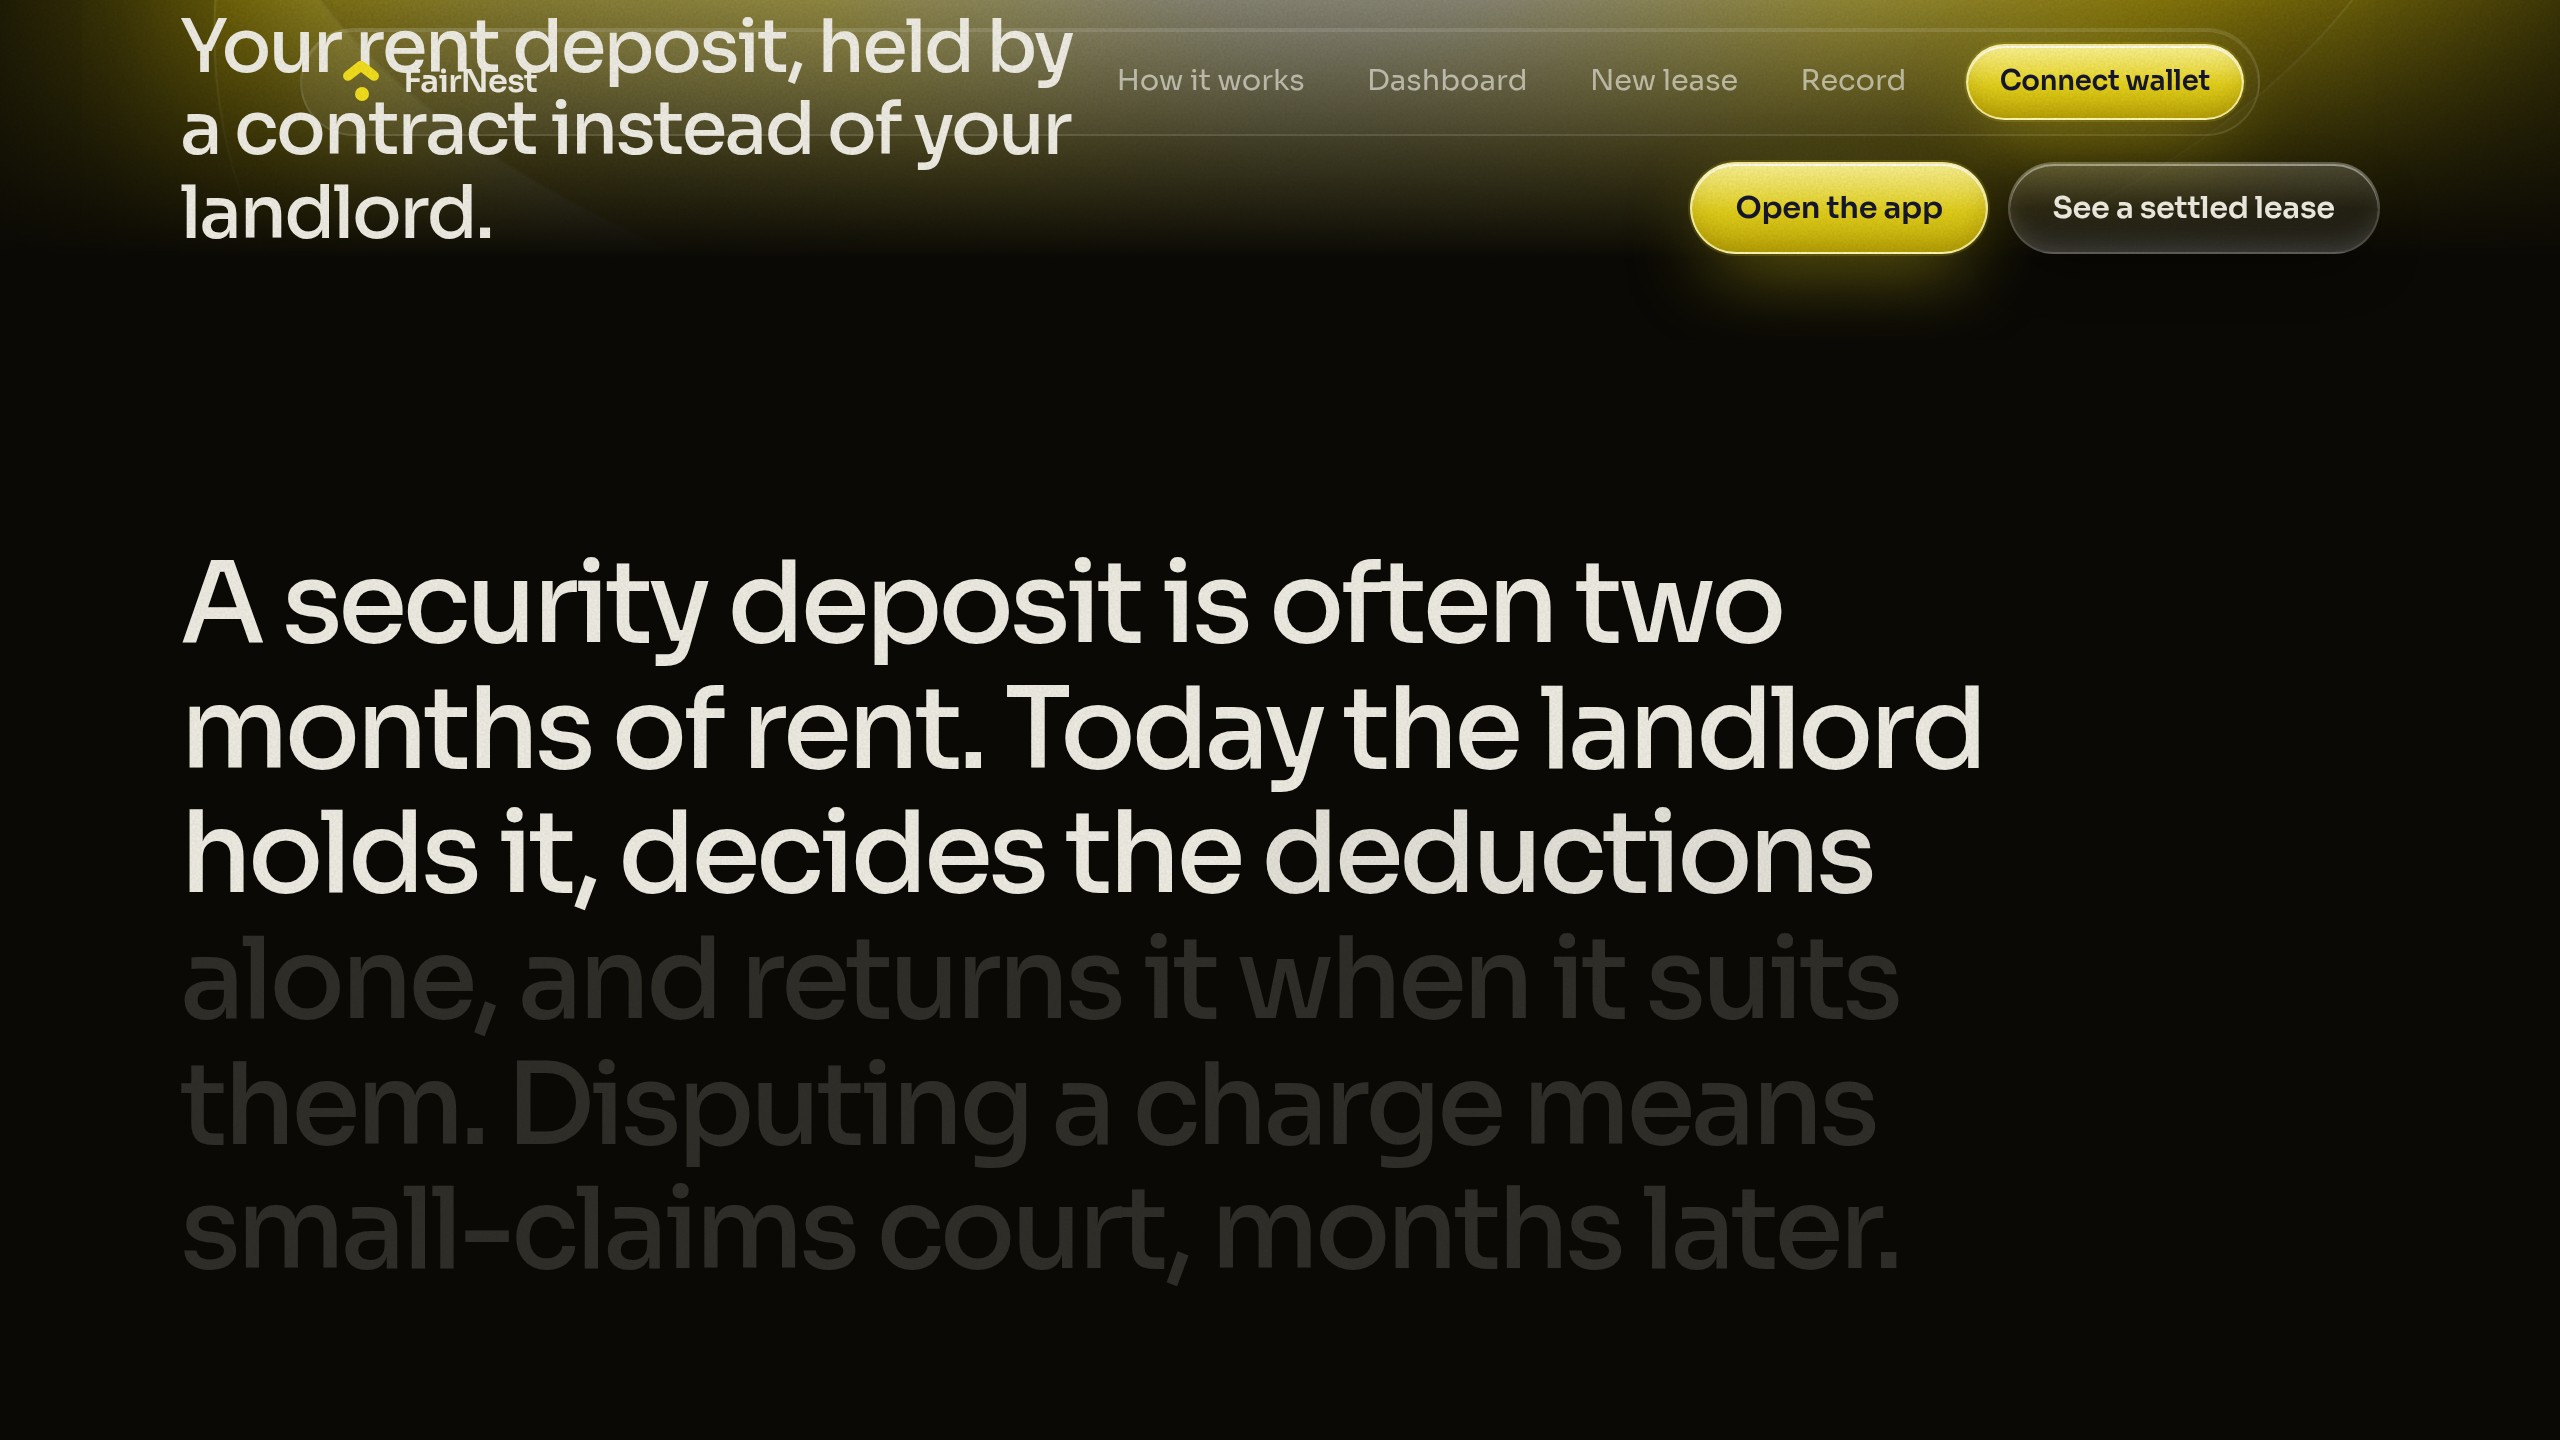 Your rent deposit, held by
a contract instead of your
landlord.
FairNest
How it works
Dashboard
New lease
Record
Connect wallet
Open the app
See a settled lease
A security deposit is often two
months of rent. Today the landlord
holds it, decides the deductions
alone, and returns it when it suits
them. Disputing a charge means
small-claims court, months later.